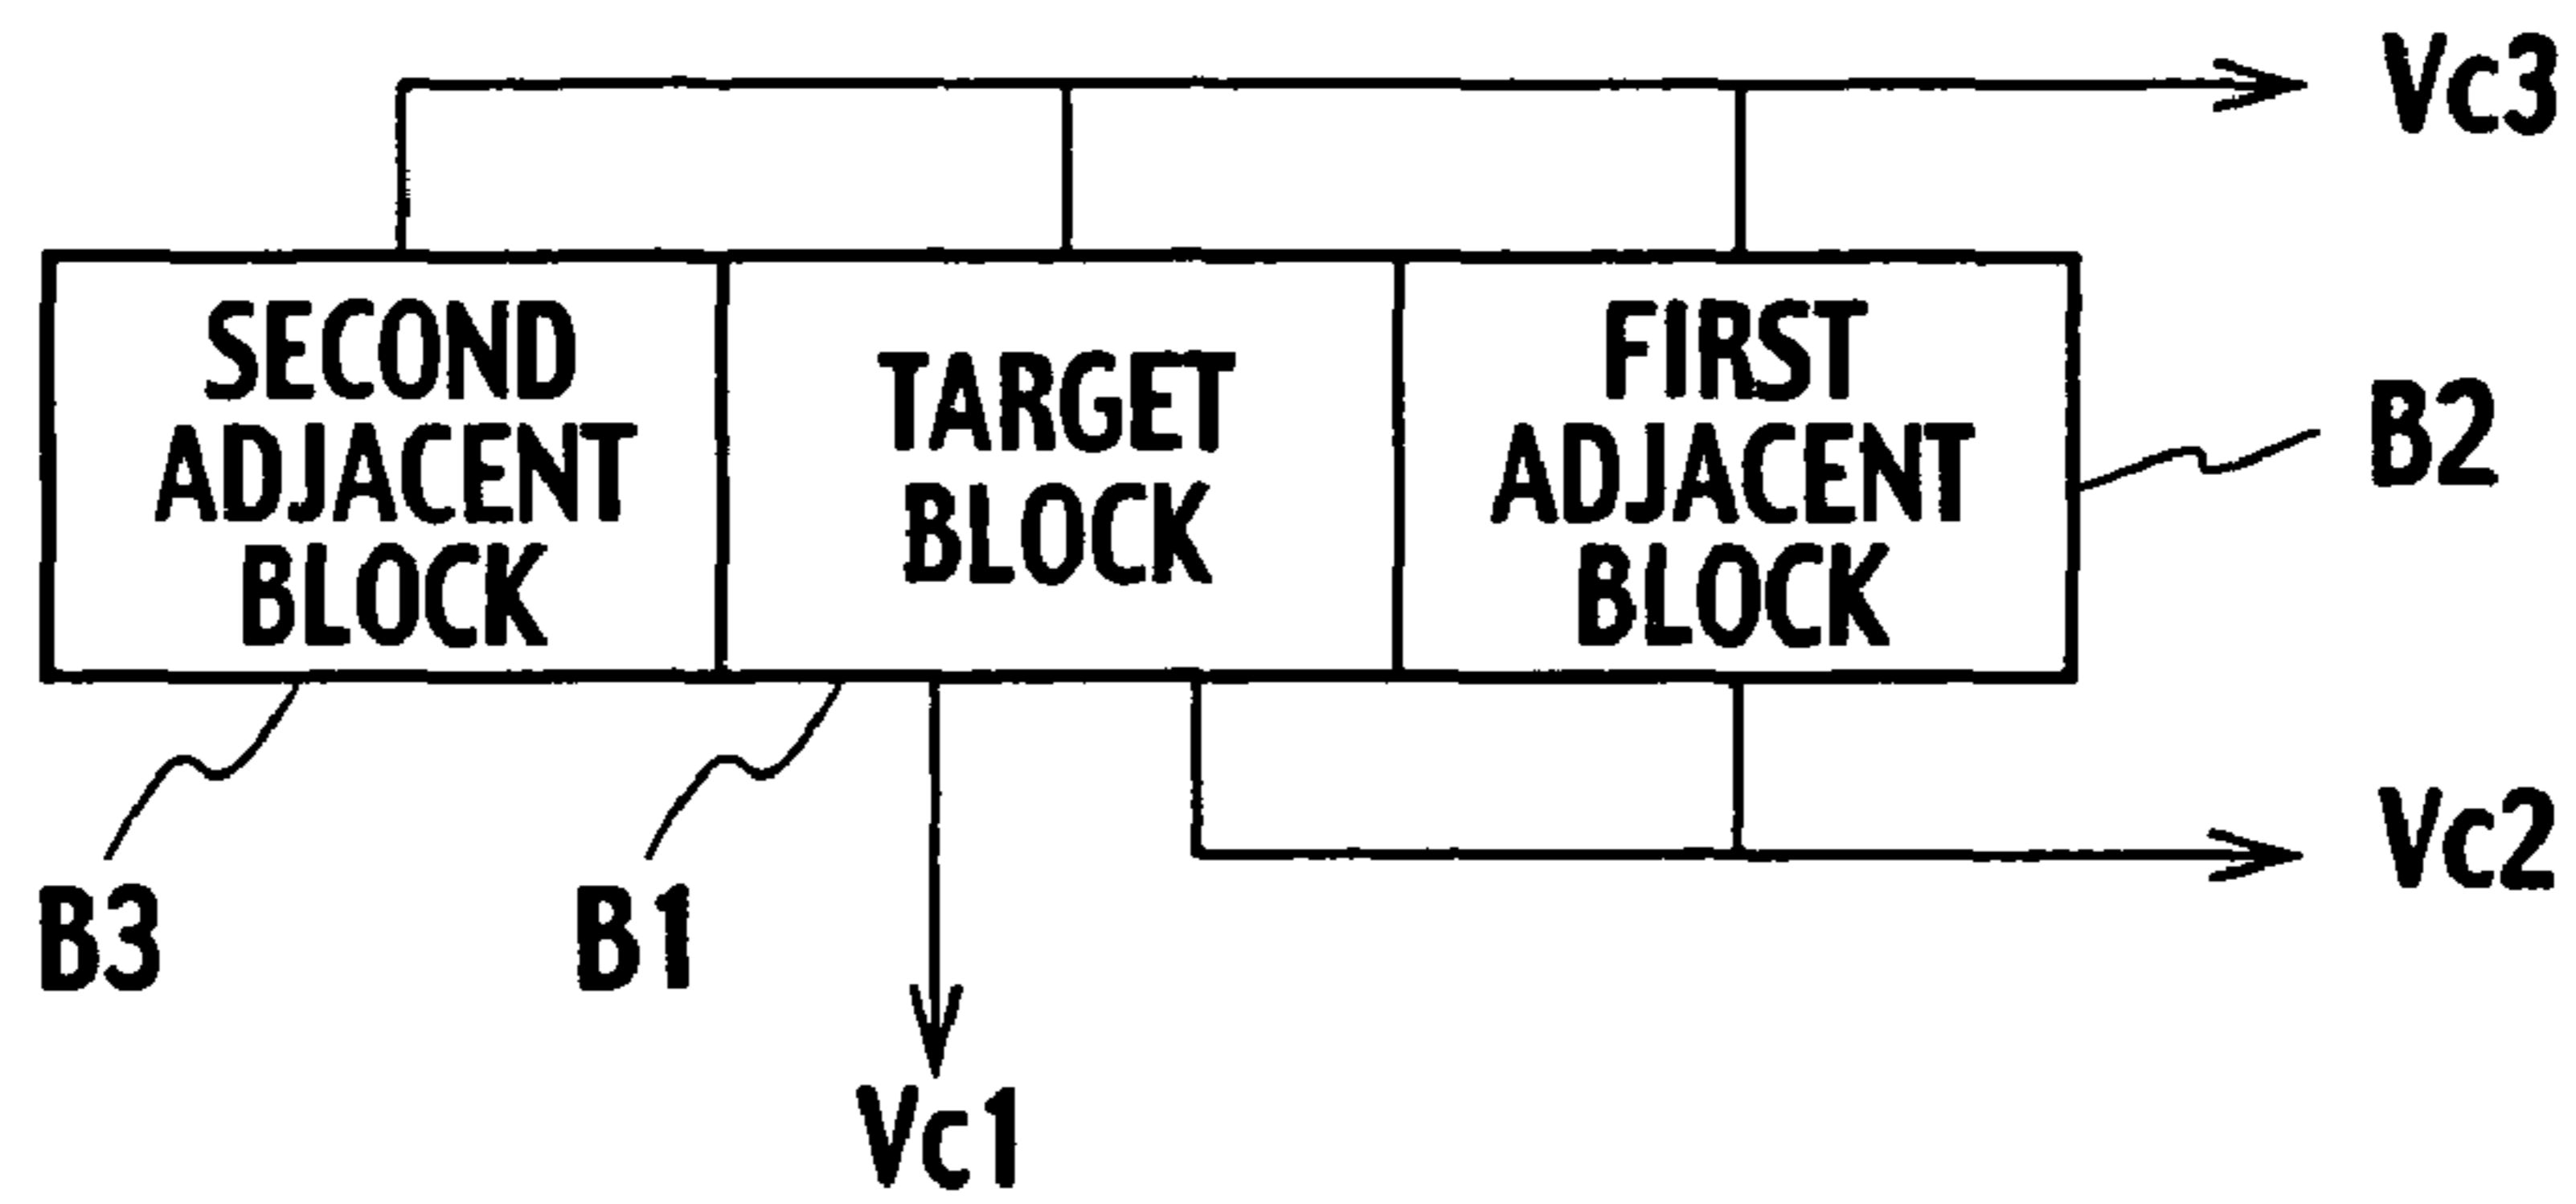 Vc3
SECOND
ADJACENT
BLOCK
TARGET
BLOCK
FIRST
ADJACENT
BLOCK
B2
B3
B1
Vc2
Vc1